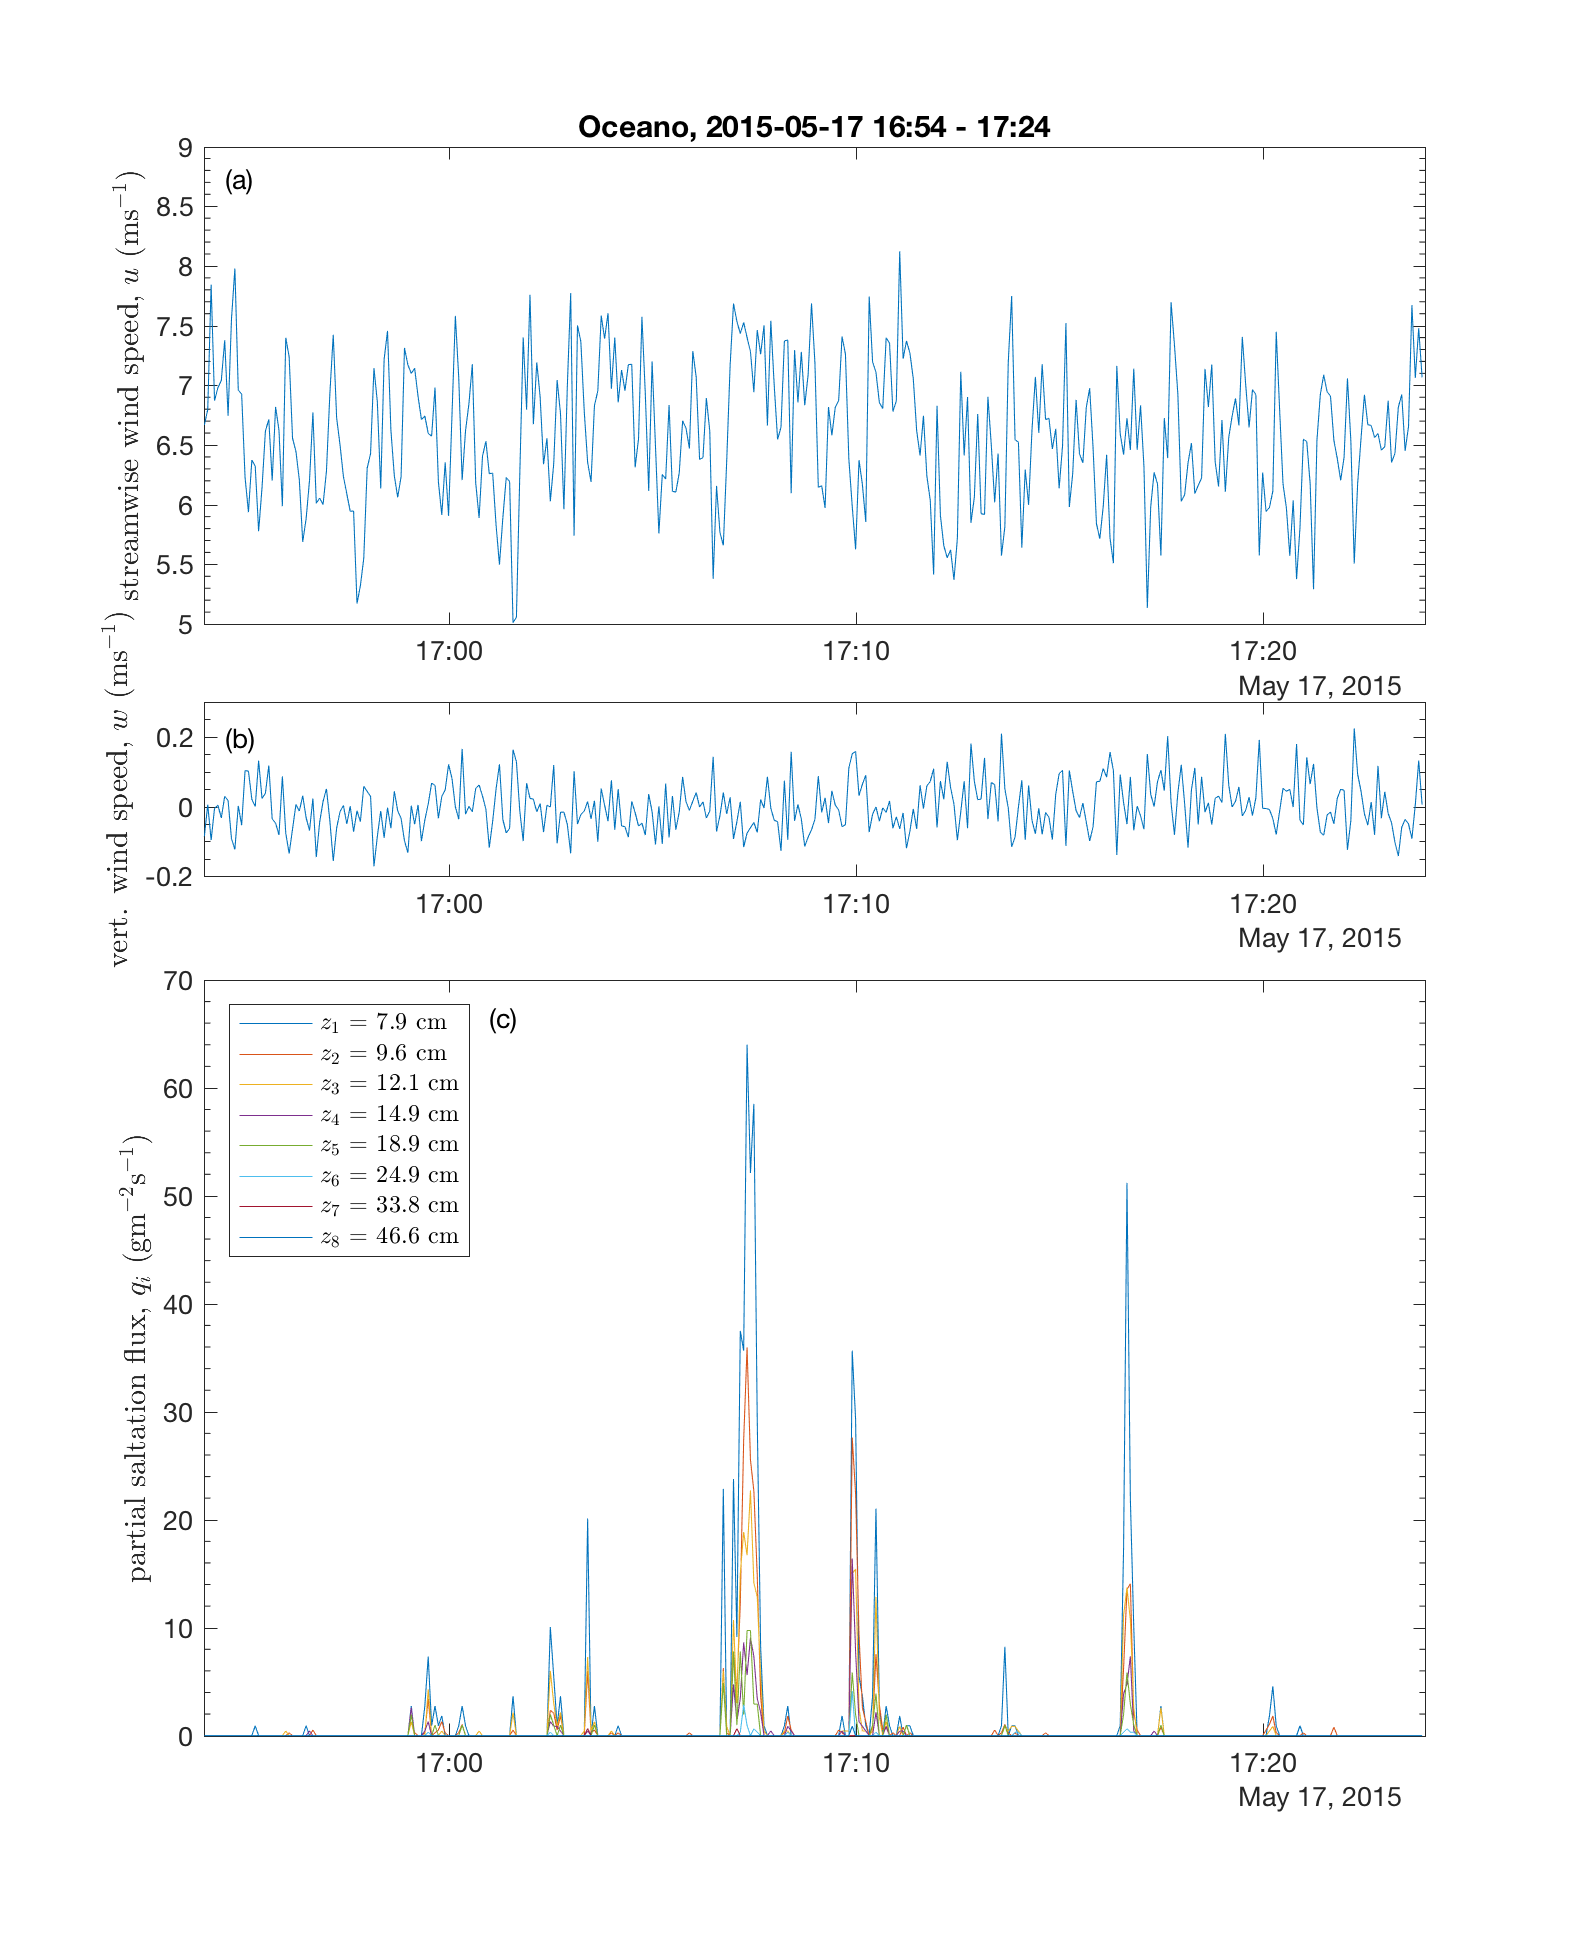 Oceano, 2015-05-17 16:54 - 17:24
(a)
streamwise wind speed, u (ms⁻¹)
9
8.5
8
7.5
7
6.5
6
5.5
5
17:00 17:10 17:20
May 17, 2015
(b)
vert. wind speed, w (ms⁻¹)
0.2
0
-0.2
17:00 17:10 17:20
May 17, 2015
(c)
partial saltation flux, qᵢ (gm⁻²s⁻¹)
70
60
50
40
30
20
10
0
z₁ = 7.9 cm
z₂ = 9.6 cm
z₃ = 12.1 cm
z₄ = 14.9 cm
z₅ = 18.9 cm
z₆ = 24.9 cm
z₇ = 33.8 cm
z₈ = 46.6 cm
17:00 17:10 17:20
May 17, 2015